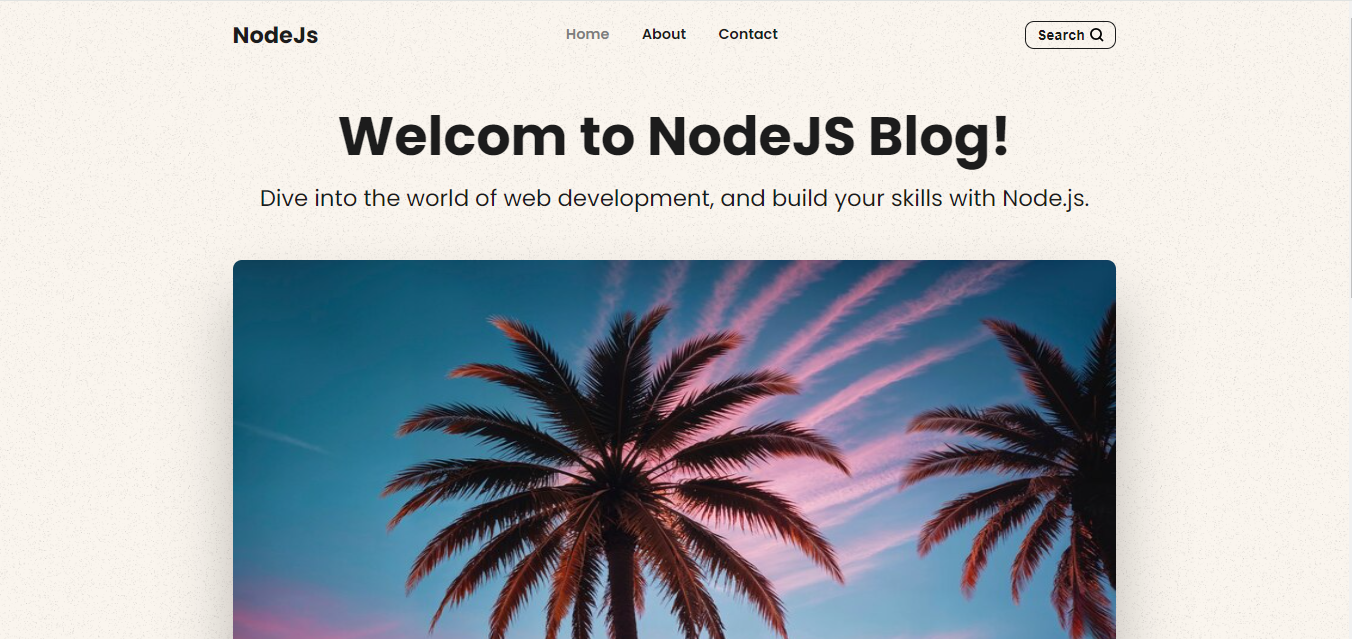 NodeJs
Home About Contact
Search
Welcom to NodeJS Blog!
Dive into the world of web development, and build your skills with Node.js.